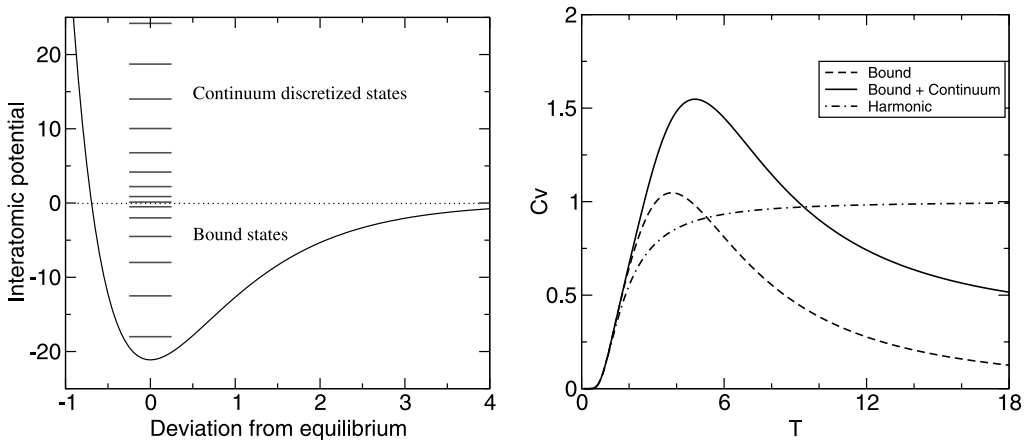 Interatomic potential
20
10
0
-10
-20
Continuum discretized states
Bound states
-1
0
1
2
3
4
Deviation from equilibrium
Cv
2
1.5
1
0.5
0
Bound
Bound + Continuum
Harmonic
0
6
12
18
T